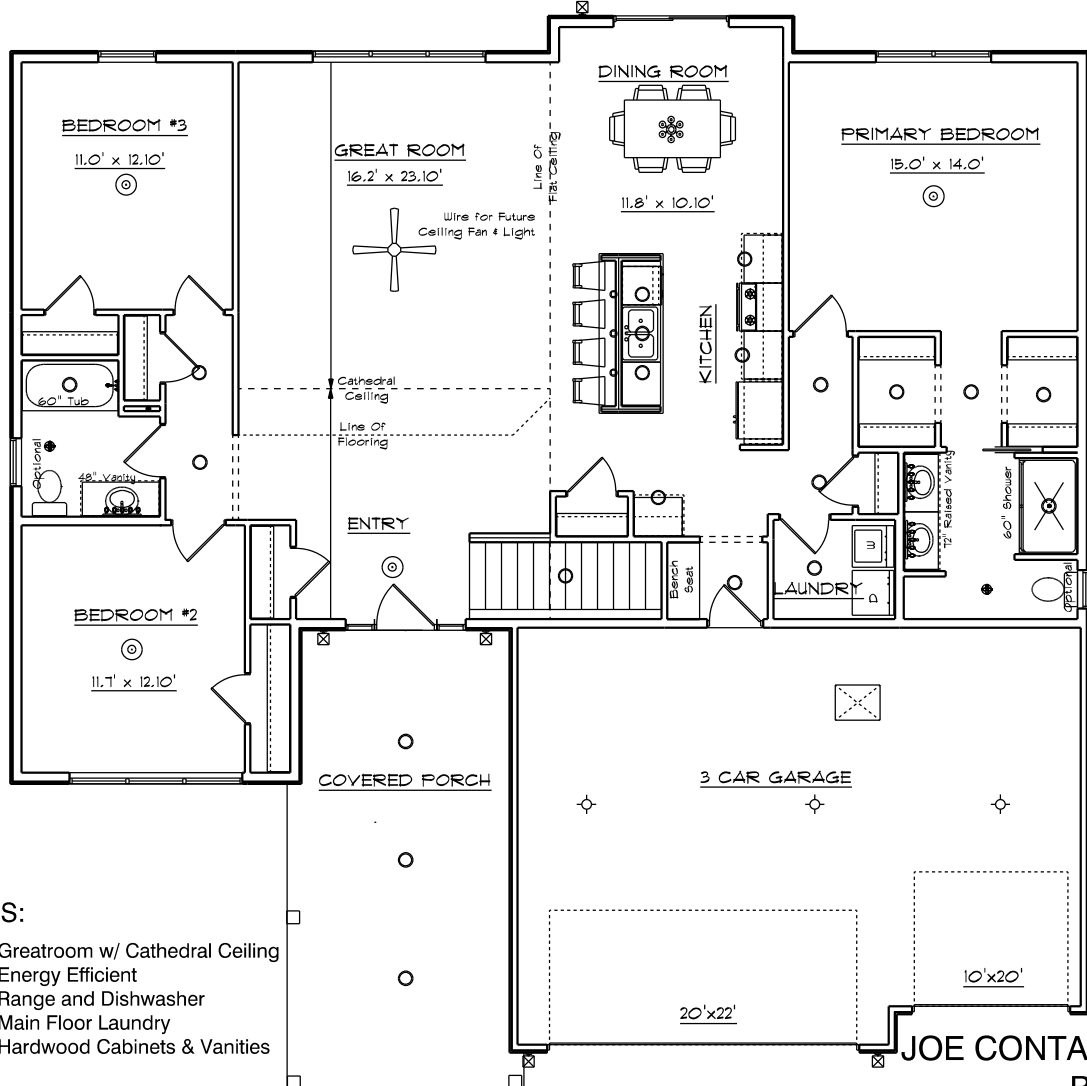 DINING ROOM
11.8' x 10.10'
BEDROOM #3
11.0' x 12.10'
GREAT ROOM
16.2' x 23.10'
Line Of
Flat Ceiling
PRIMARY BEDROOM
15.0' x 14.0'
Wire for Future
Ceiling Fan & Light
KITCHEN
Cathedral
Ceiling
Line Of
Flooring
60" Tub
Optional
48" Vanity
72" Raised Vanity
60" Shower
Optional
ENTRY
Bench
Seat
W
D
LAUNDRY
BEDROOM #2
11.7' x 12.10'
COVERED PORCH
3 CAR GARAGE
20'x22'
10'x20'
S:
Greatroom w/ Cathedral Ceiling
Energy Efficient
Range and Dishwasher
Main Floor Laundry
Hardwood Cabinets & Vanities
JOE CONTA